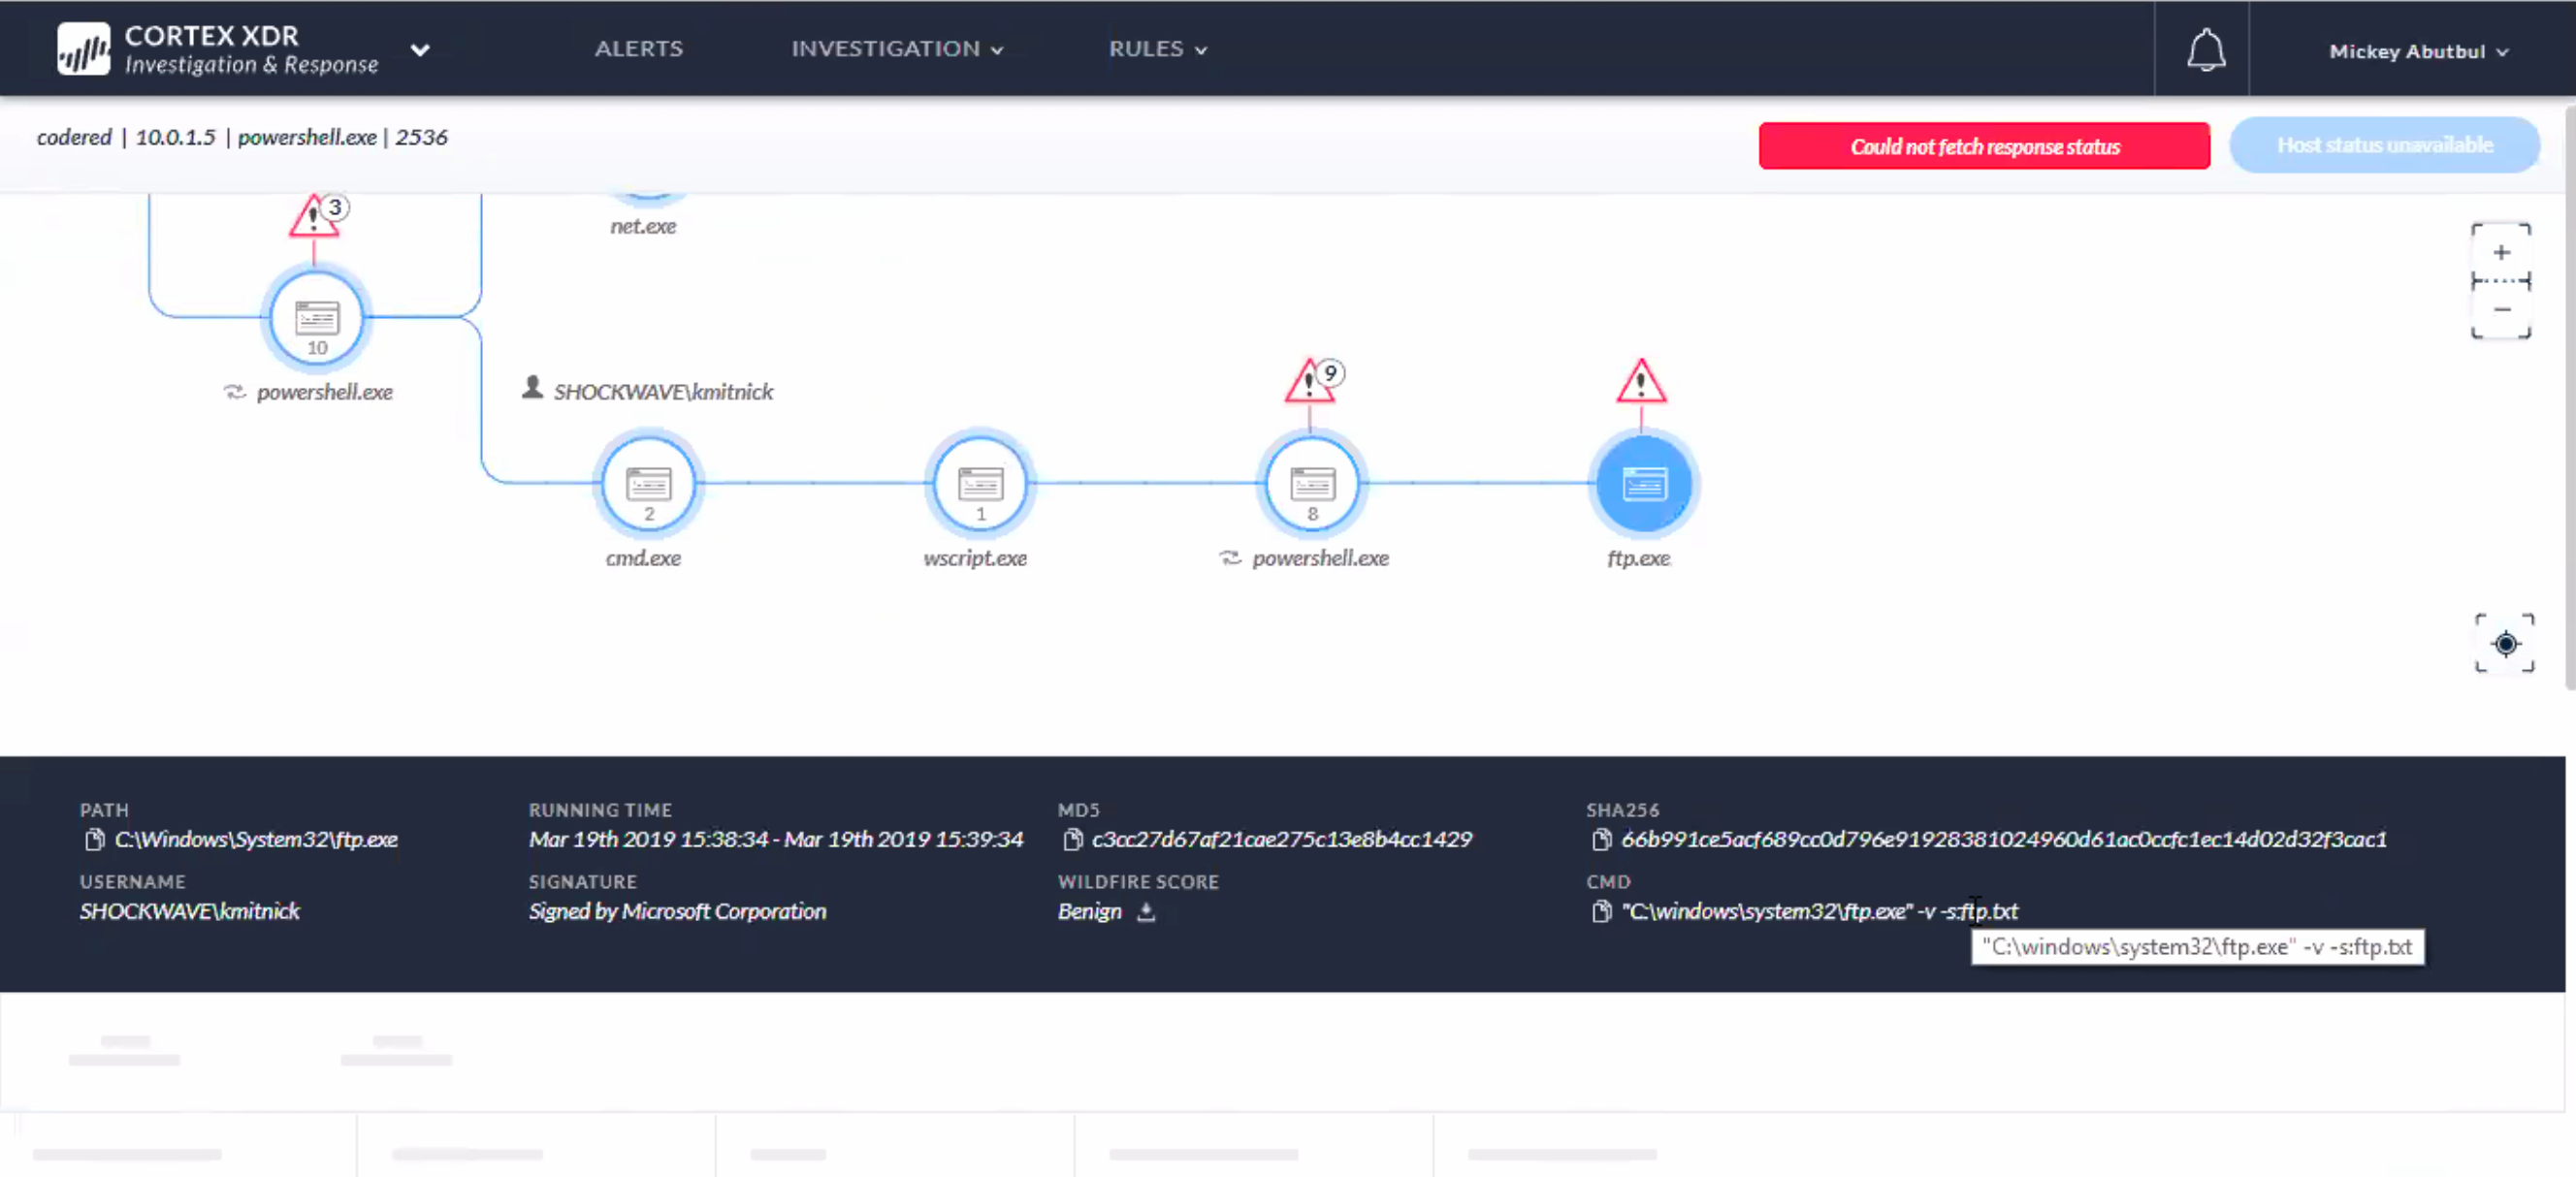 CORTEX XDR
Investigation & Response
ALERTS
INVESTIGATION
RULES
Mickey Abutbul
codered | 10.0.1.5 | powershell.exe | 2536
Could not fetch response status
Host status unavailable
3
net.exe
10
powershell.exe
SHOCKWAVE\kmitnick
9
2
1
8
cmd.exe
wscript.exe
powershell.exe
ftp.exe
PATH
C:\Windows\System32\ftp.exe
RUNNING TIME
Mar 19th 2019 15:38:34 - Mar 19th 2019 15:39:34
MD5
c3cc27d67af21cae275c13e8b4cc1429
SHA256
66b991ce5acf689cc0d796e91928381024960d61ac0ccfc1ec14d02d32f3cac1
USERNAME
SHOCKWAVE\kmitnick
SIGNATURE
Signed by Microsoft Corporation
WILDFIRE SCORE
Benign
CMD
"C:\windows\system32\ftp.exe" -v -s:ftp.txt
"C:\windows\system32\ftp.exe" -v -s:ftp.txt